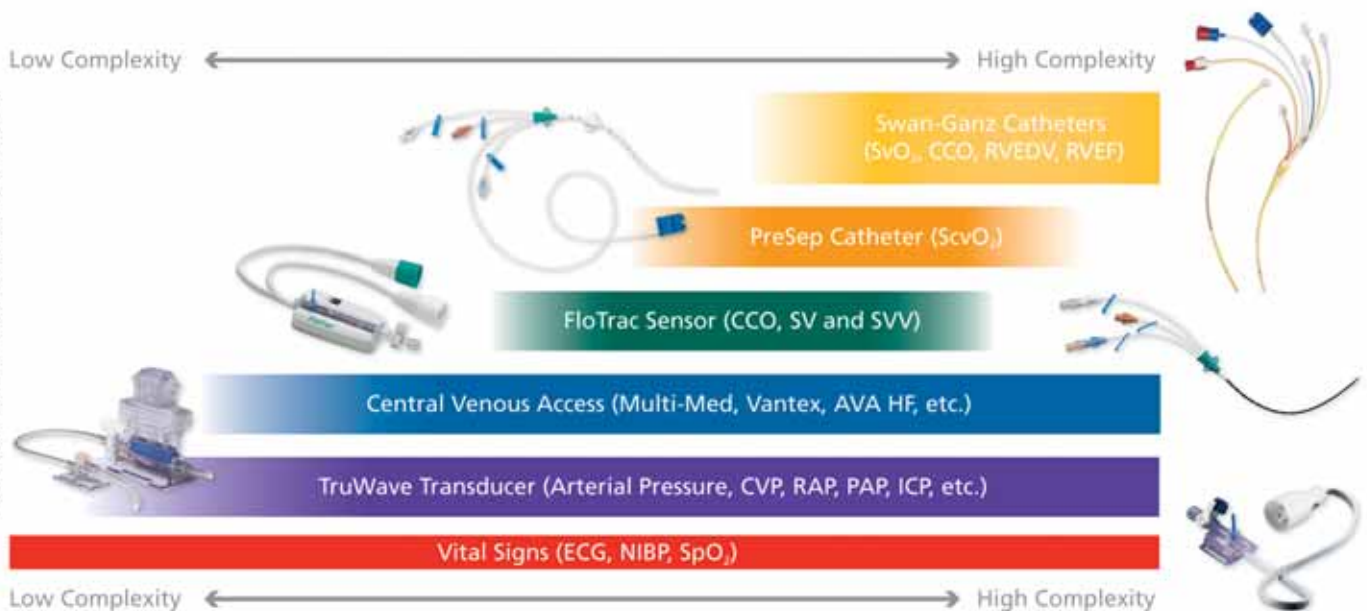 Low Complexity High Complexity
Swan-Ganz Catheters
(SvO₂, CCO, RVEDV, RVEF)
PreSep Catheter (ScvO₂)
FloTrac Sensor (CCO, SV and SVV)
Central Venous Access (Multi-Med, Vantex, AVA HF, etc.)
TruWave Transducer (Arterial Pressure, CVP, RAP, PAP, ICP, etc.)
Vital Signs (ECG, NIBP, SpO₂)
Low Complexity High Complexity